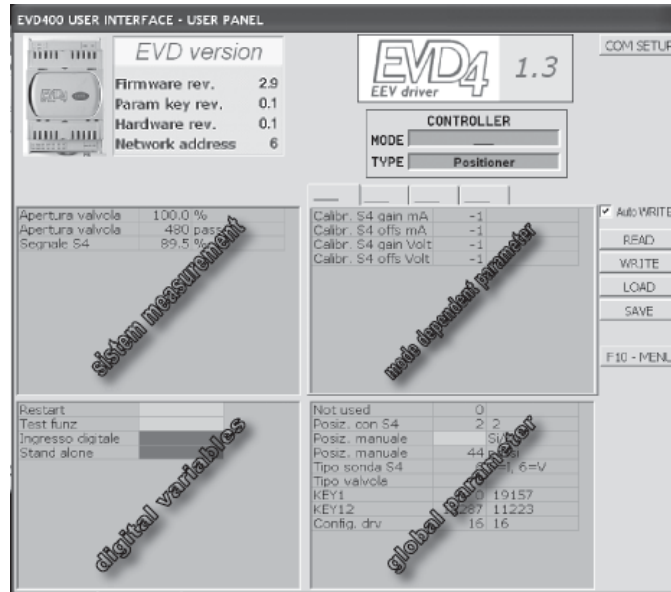 EVD400 USER INTERFACE - USER PANEL
EVD version
Firmware rev. 2.9
Param key rev. 0.1
Hardware rev. 0.1
Network address 6
EVD4 1.3
EEV driver
CONTROLLER
MODE __
TYPE Positioner
COM SETUP
Auto WRITE
READ
WRITE
LOAD
SAVE
F10 - MENU
Apertura valvola 100.0 %
Apertura valvola 480 passi
Segnale S4 89.5 %
sistem measurement
Calibr. S4 gain mA -1
Calibr. S4 offs mA -1
Calibr. S4 gain Volt -1
Calibr. S4 offs Volt -1
mode dependent parameter
Restart
Test funz
Ingresso digitale
Stand alone
digital variables
Not used 0
Posiz. con S4 2 2
Posiz. manuale
Posiz. manuale 44
Tipo sonda S4 6=V
Tipo valvola
KEY1 19157
KEY12 11223
Config. drv 16 16
global parameter